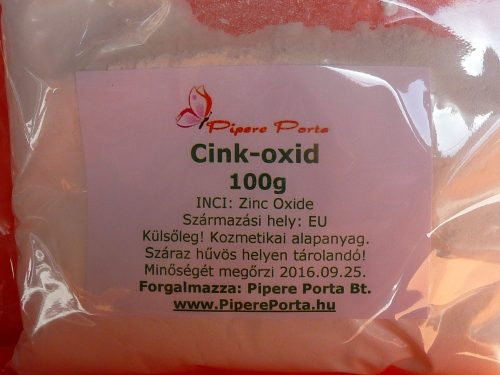 Pipere Porta
Cink-oxid
100g
INCI: Zinc Oxide
Származási hely: EU
Külsőleg! Kozmetikai alapanyag.
Száraz hűvös helyen tárolandó!
Minőségét megőrzi 2016.09.25.
Forgalmazza: Pipere Porta Bt.
www.PiperePorta.hu